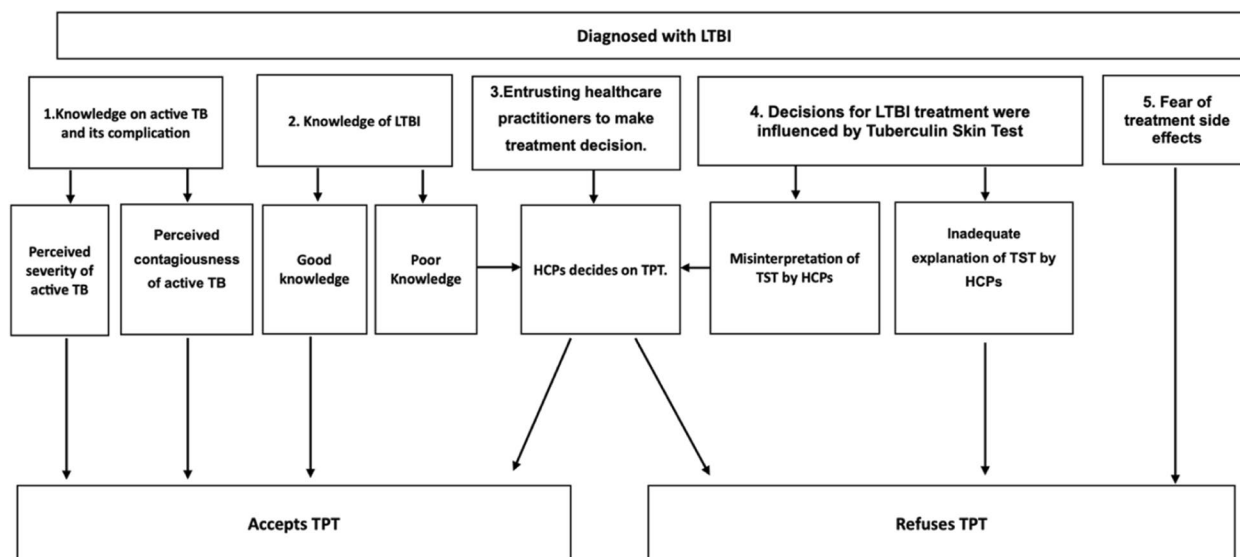 Diagnosed with LTBI
1.Knowledge on active TB
and its complication
2. Knowledge of LTBI
3.Entrusting healthcare
practitioners to make
treatment decision.
4. Decisions for LTBI treatment were
influenced by Tuberculin Skin Test
5. Fear of
treatment side
effects
Perceived
severity of
active TB
Perceived
contagiousness
of active TB
Good
knowledge
Poor
Knowledge
HCPs decides on TPT.
Misinterpretation of
TST by HCPs
Inadequate
explanation of TST by
HCPs
Accepts TPT
Refuses TPT